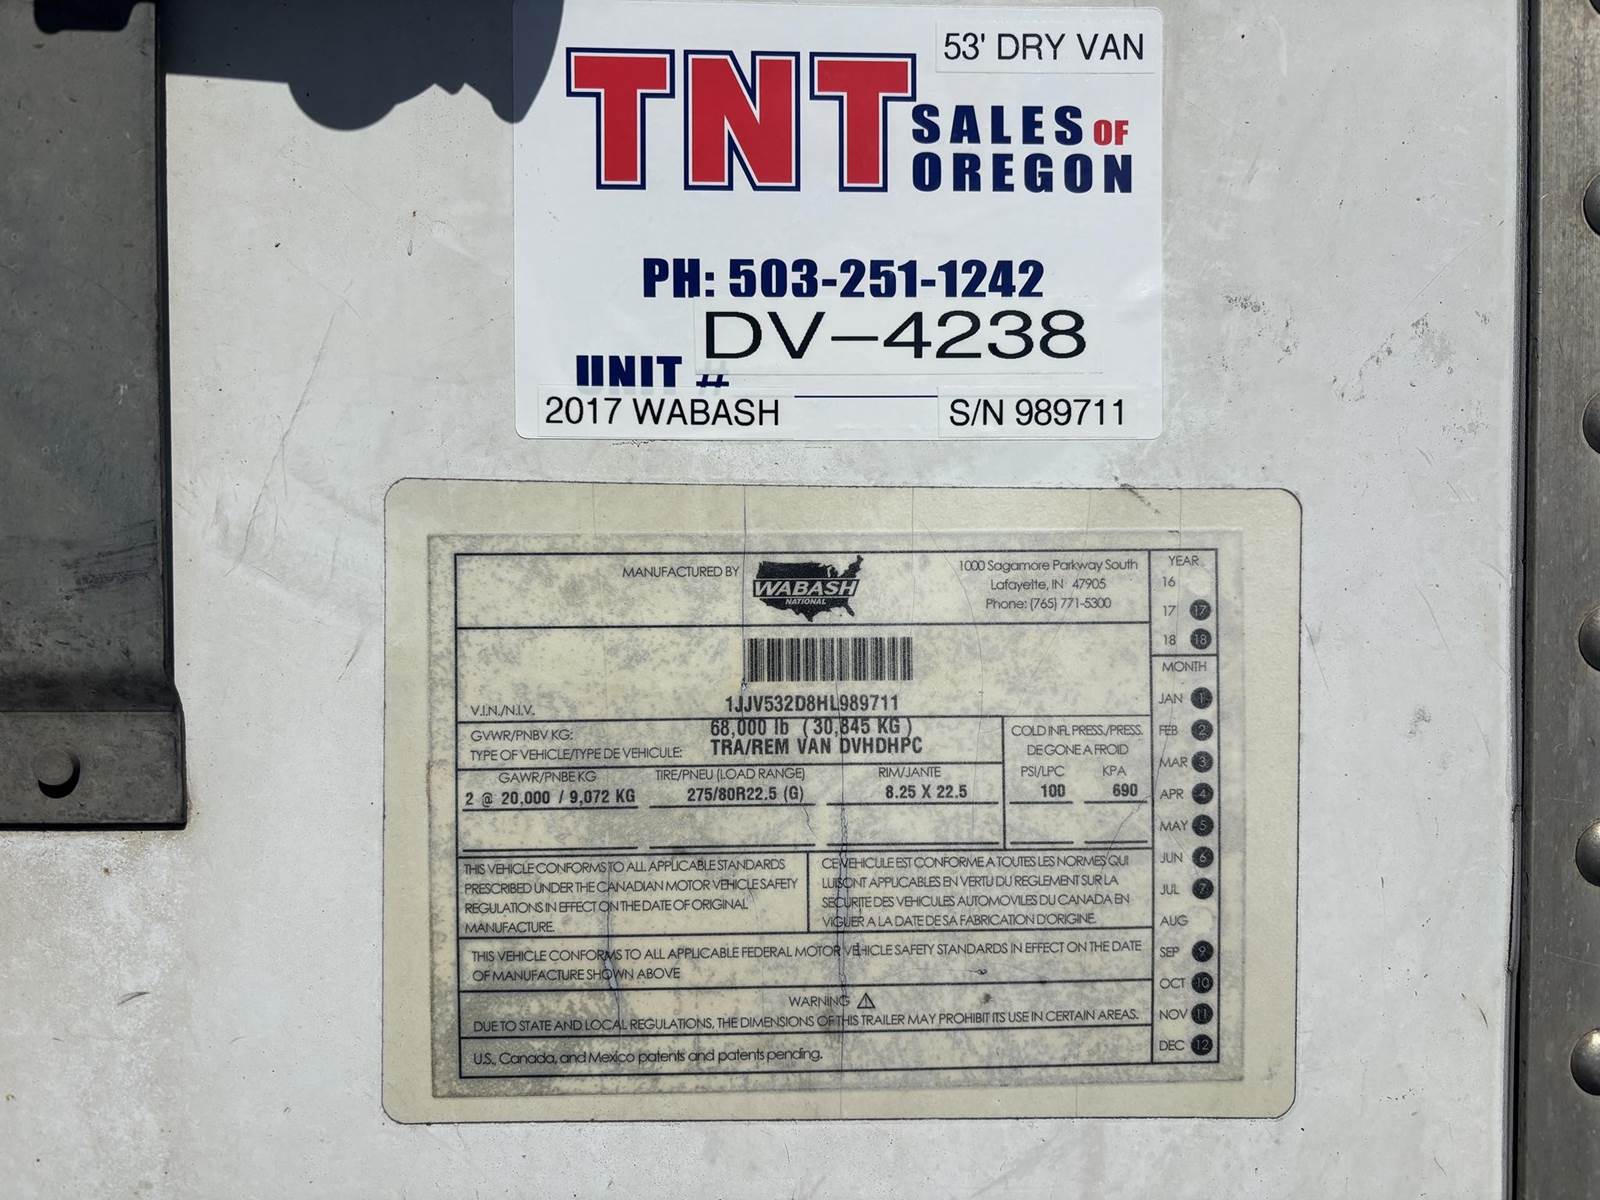 53' DRY VAN
TNT SALES OF
OREGON
PH: 503-251-1242
DV-4238
UNIT #
2017 WABASH
S/N 989711
MANUFACTURED BY
WABASH
NATIONAL
1000 Sagamore Parkway South
Lafayette, IN 47905
Phone: (765) 771-5300
YEAR
16
17 17
18 18
V.I.N./N.I.V. 1JJV532D8HL989711
GVWR/PNBV KG: 68,000 lb ( 30,845 KG )
TYPE OF VEHICLE/TYPE DE VEHICULE: TRA/REM VAN DVHDHPC
COLD INFL PRESS./PRESS.
DE GONE A FROID
GAWR/PNBE KG TIRE/PNEU (LOAD RANGE) RIM/JANTE PSI/LPC KPA
2 @ 20,000 / 9,072 KG 275/80R22.5 (G) 8.25 X 22.5 100 690
THIS VEHICLE CONFORMS TO ALL APPLICABLE STANDARDS
PRESCRIBED UNDER THE CANADIAN MOTOR VEHICLE SAFETY
REGULATIONS IN EFFECT ON THE DATE OF ORIGINAL
MANUFACTURE.
CE VEHICULE EST CONFORME A TOUTES LES NORMES QUI
LUISONT APPLICABLES EN VERTU DU REGLEMENT SUR LA
SECURITE DES VEHICULES AUTOMOVILES DU CANADA EN
VIGUER A LA DATE DE SA FABRICATION D'ORIGINE.
THIS VEHICLE CONFORMS TO ALL APPLICABLE FEDERAL MOTOR VEHICLE SAFETY STANDARDS IN EFFECT ON THE DATE
OF MANUFACTURE SHOWN ABOVE
WARNING
DUE TO STATE AND LOCAL REGULATIONS, THE DIMENSIONS OF THIS TRAILER MAY PROHIBIT ITS USE IN CERTAIN AREAS.
U.S., Canada, and Mexico patents and patents pending.
MONTH
JAN 1
FEB 2
MAR 3
APR 4
MAY 5
JUN 6
JUL 7
AUG
SEP 9
OCT 10
NOV 11
DEC 12